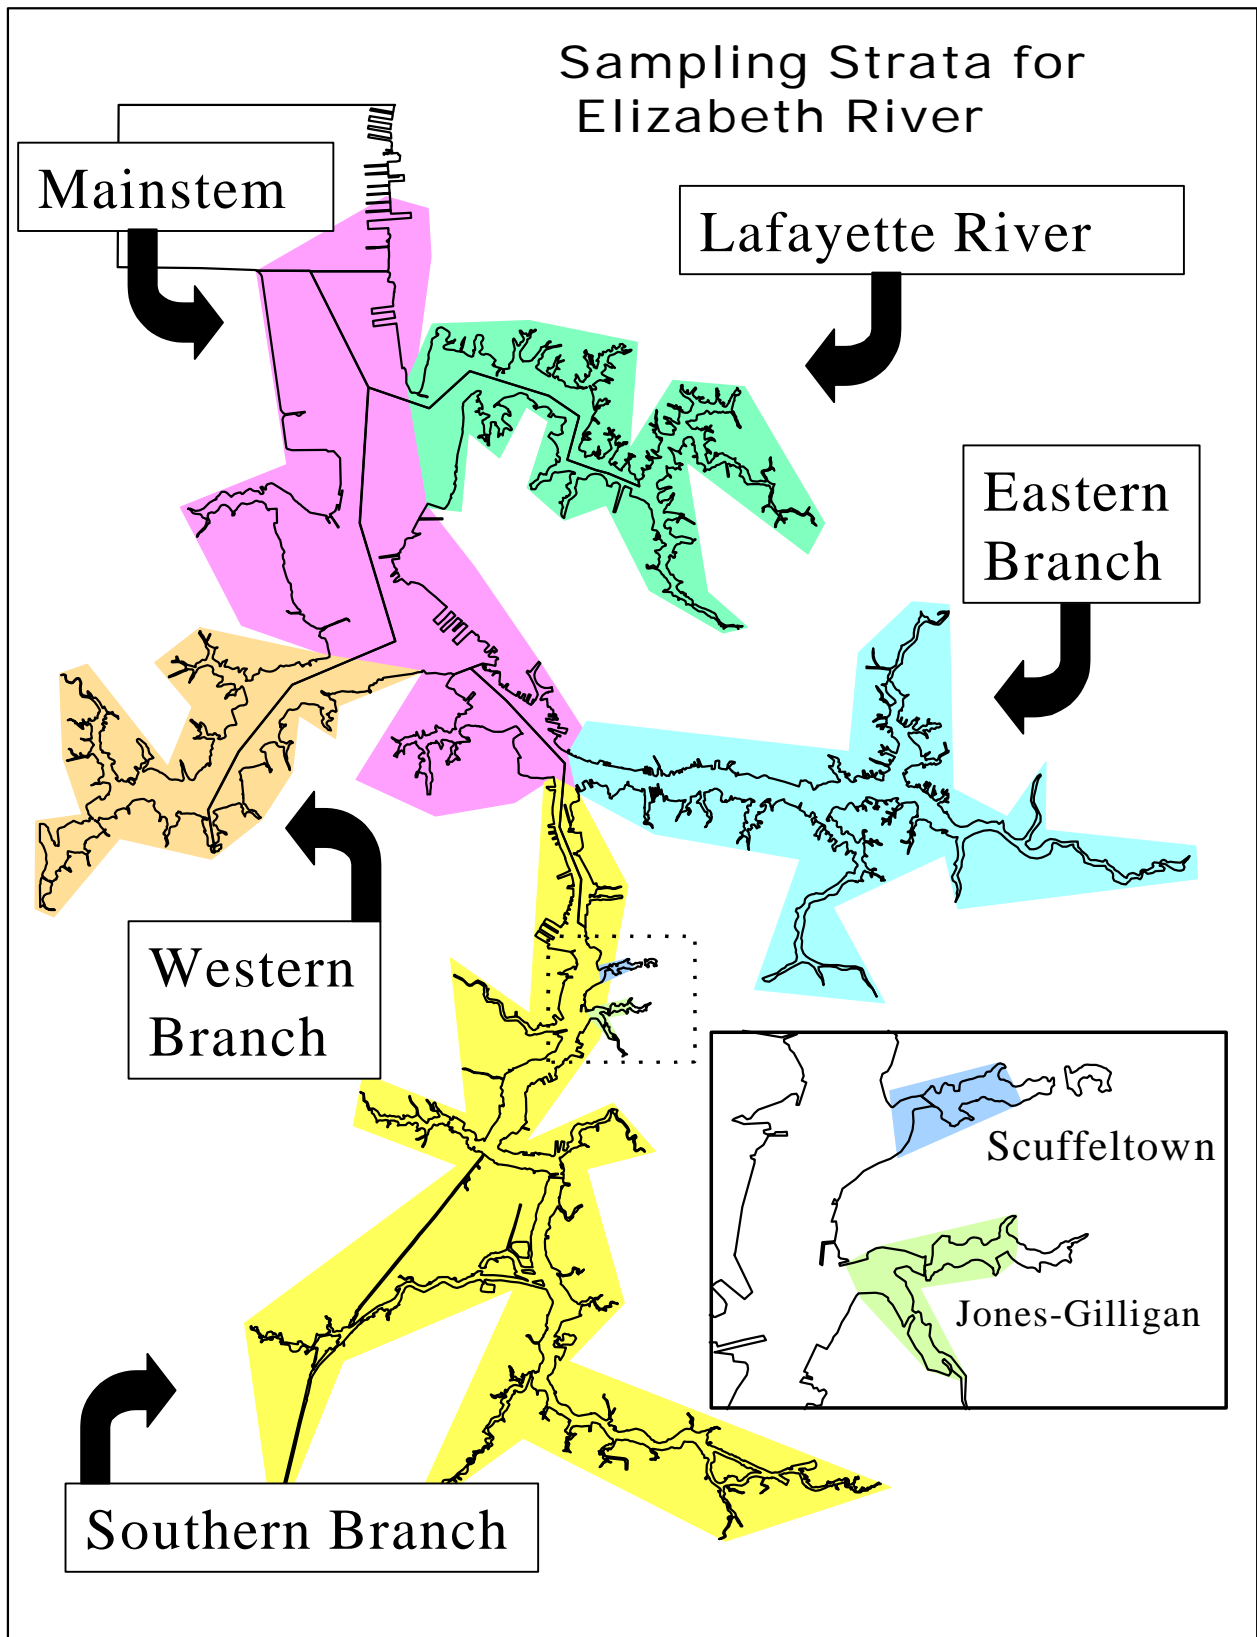 Sampling Strata for
Elizabeth River
Mainstem
Lafayette River
Eastern
Branch
Western
Branch
Scuffeltown
Jones-Gilligan
Southern Branch